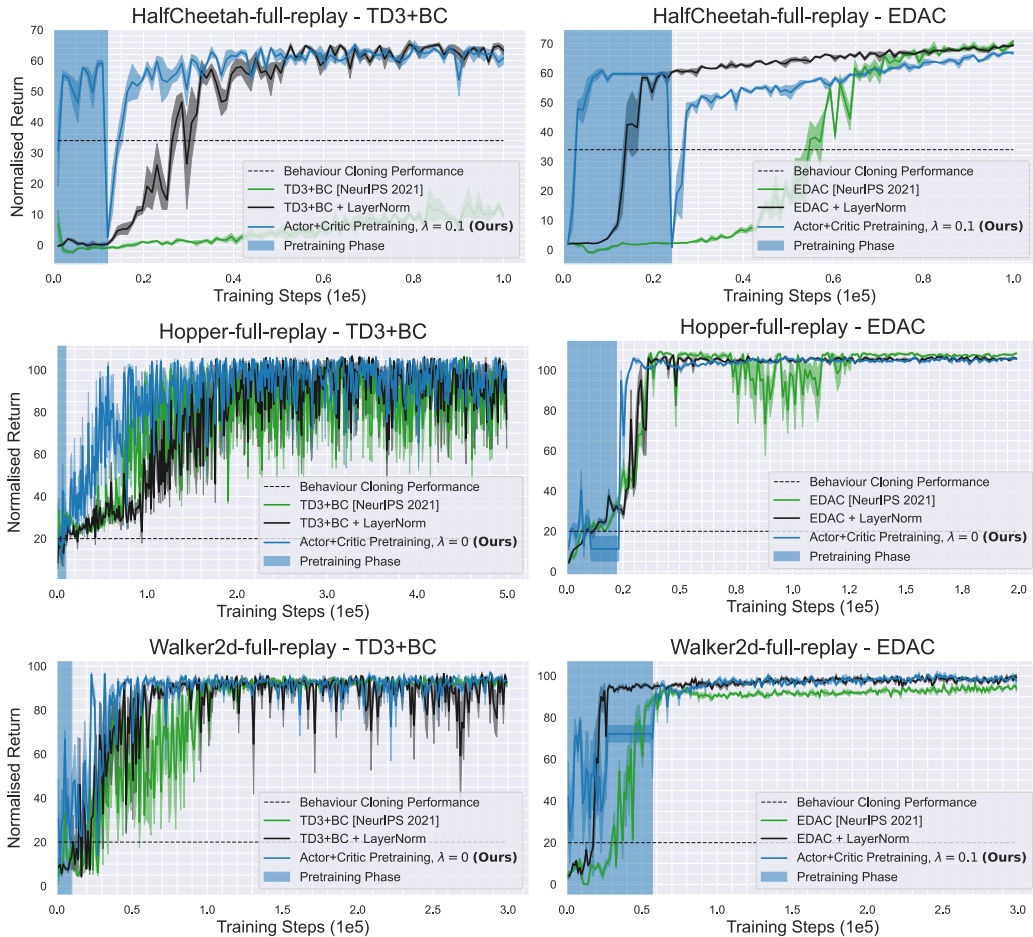 HalfCheetah-full-replay - TD3+BC
Normalised Return
70
60
50
40
30
20
10
0
Behaviour Cloning Performance
TD3+BC [NeurIPS 2021]
TD3+BC + LayerNorm
Actor+Critic Pretraining, λ = 0.1 (Ours)
Pretraining Phase
0.0 0.2 0.4 0.6 0.8 1.0
Training Steps (1e5)
HalfCheetah-full-replay - EDAC
70
60
50
40
30
20
10
0
Behaviour Cloning Performance
EDAC [NeurIPS 2021]
EDAC + LayerNorm
Actor+Critic Pretraining, λ = 0.1 (Ours)
Pretraining Phase
0.0 0.2 0.4 0.6 0.8 1.0
Training Steps (1e5)
Hopper-full-replay - TD3+BC
Normalised Return
100
80
60
40
20
Behaviour Cloning Performance
TD3+BC [NeurIPS 2021]
TD3+BC + LayerNorm
Actor+Critic Pretraining, λ = 0 (Ours)
Pretraining Phase
0.0 1.0 2.0 3.0 4.0 5.0
Training Steps (1e5)
Hopper-full-replay - EDAC
100
80
60
40
20
0
Behaviour Cloning Performance
EDAC [NeurIPS 2021]
EDAC + LayerNorm
Actor+Critic Pretraining, λ = 0 (Ours)
Pretraining Phase
0.0 0.2 0.5 0.8 1.0 1.2 1.5 1.8 2.0
Training Steps (1e5)
Walker2d-full-replay - TD3+BC
Normalised Return
100
80
60
40
20
0
Behaviour Cloning Performance
TD3+BC [NeurIPS 2021]
TD3+BC + LayerNorm
Actor+Critic Pretraining, λ = 0 (Ours)
Pretraining Phase
0.0 0.5 1.0 1.5 2.0 2.5 3.0
Training Steps (1e5)
Walker2d-full-replay - EDAC
100
80
60
40
20
0
Behaviour Cloning Performance
EDAC [NeurIPS 2021]
EDAC + LayerNorm
Actor+Critic Pretraining, λ = 0.1 (Ours)
Pretraining Phase
0.0 0.5 1.0 1.5 2.0 2.5 3.0
Training Steps (1e5)